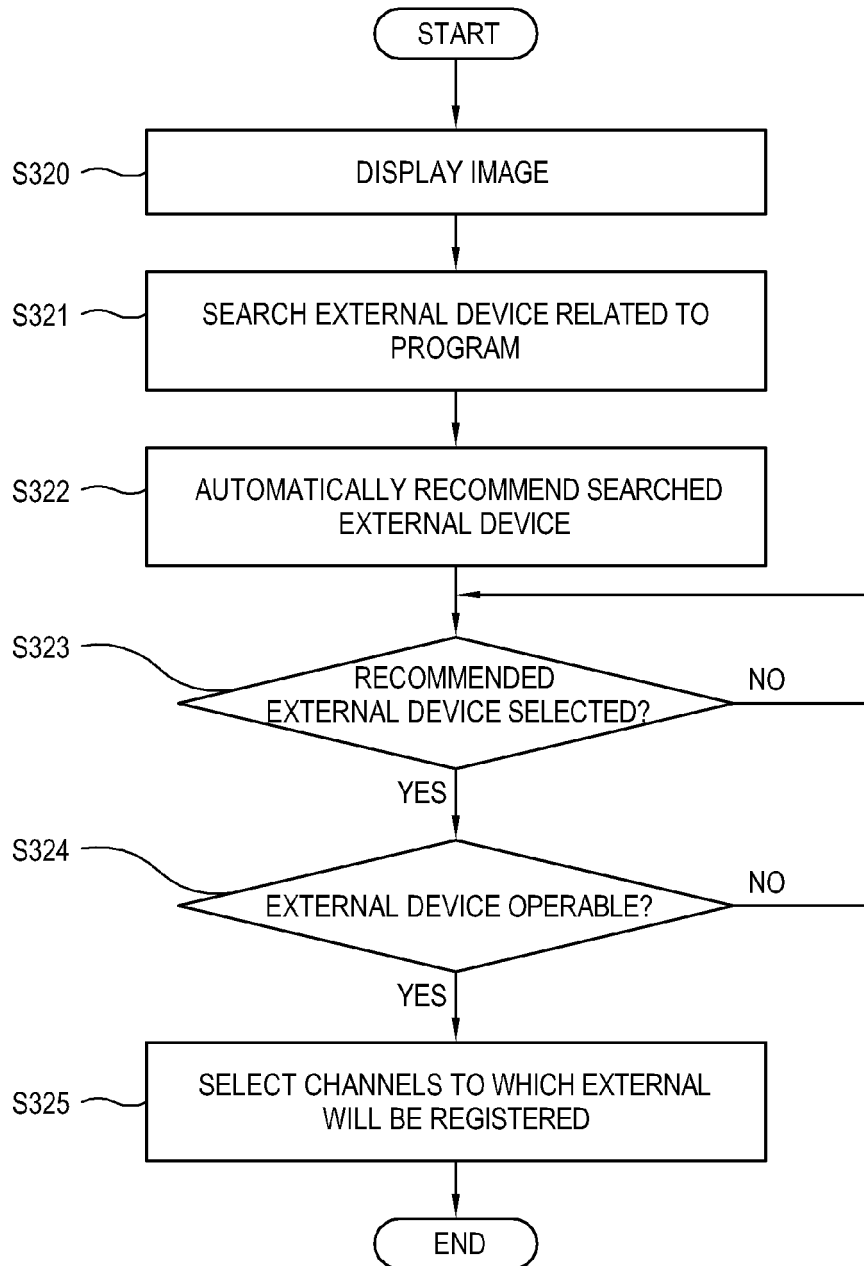 START
S320
DISPLAY IMAGE
S321
SEARCH EXTERNAL DEVICE RELATED TO
PROGRAM
S322
AUTOMATICALLY RECOMMEND SEARCHED
EXTERNAL DEVICE
S323
RECOMMENDED
EXTERNAL DEVICE SELECTED?
NO
YES
S324
EXTERNAL DEVICE OPERABLE?
NO
YES
S325
SELECT CHANNELS TO WHICH EXTERNAL
WILL BE REGISTERED
END